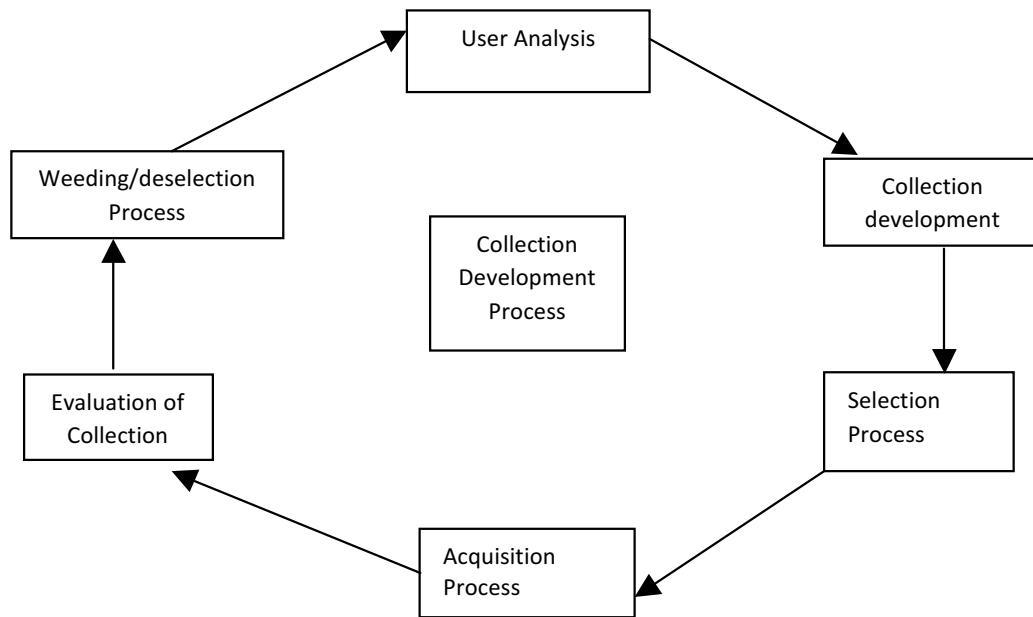 User Analysis
Weeding/deselection
Process
Collection
development
Collection
Development
Process
Evaluation of
Collection
Selection
Process
Acquisition
Process